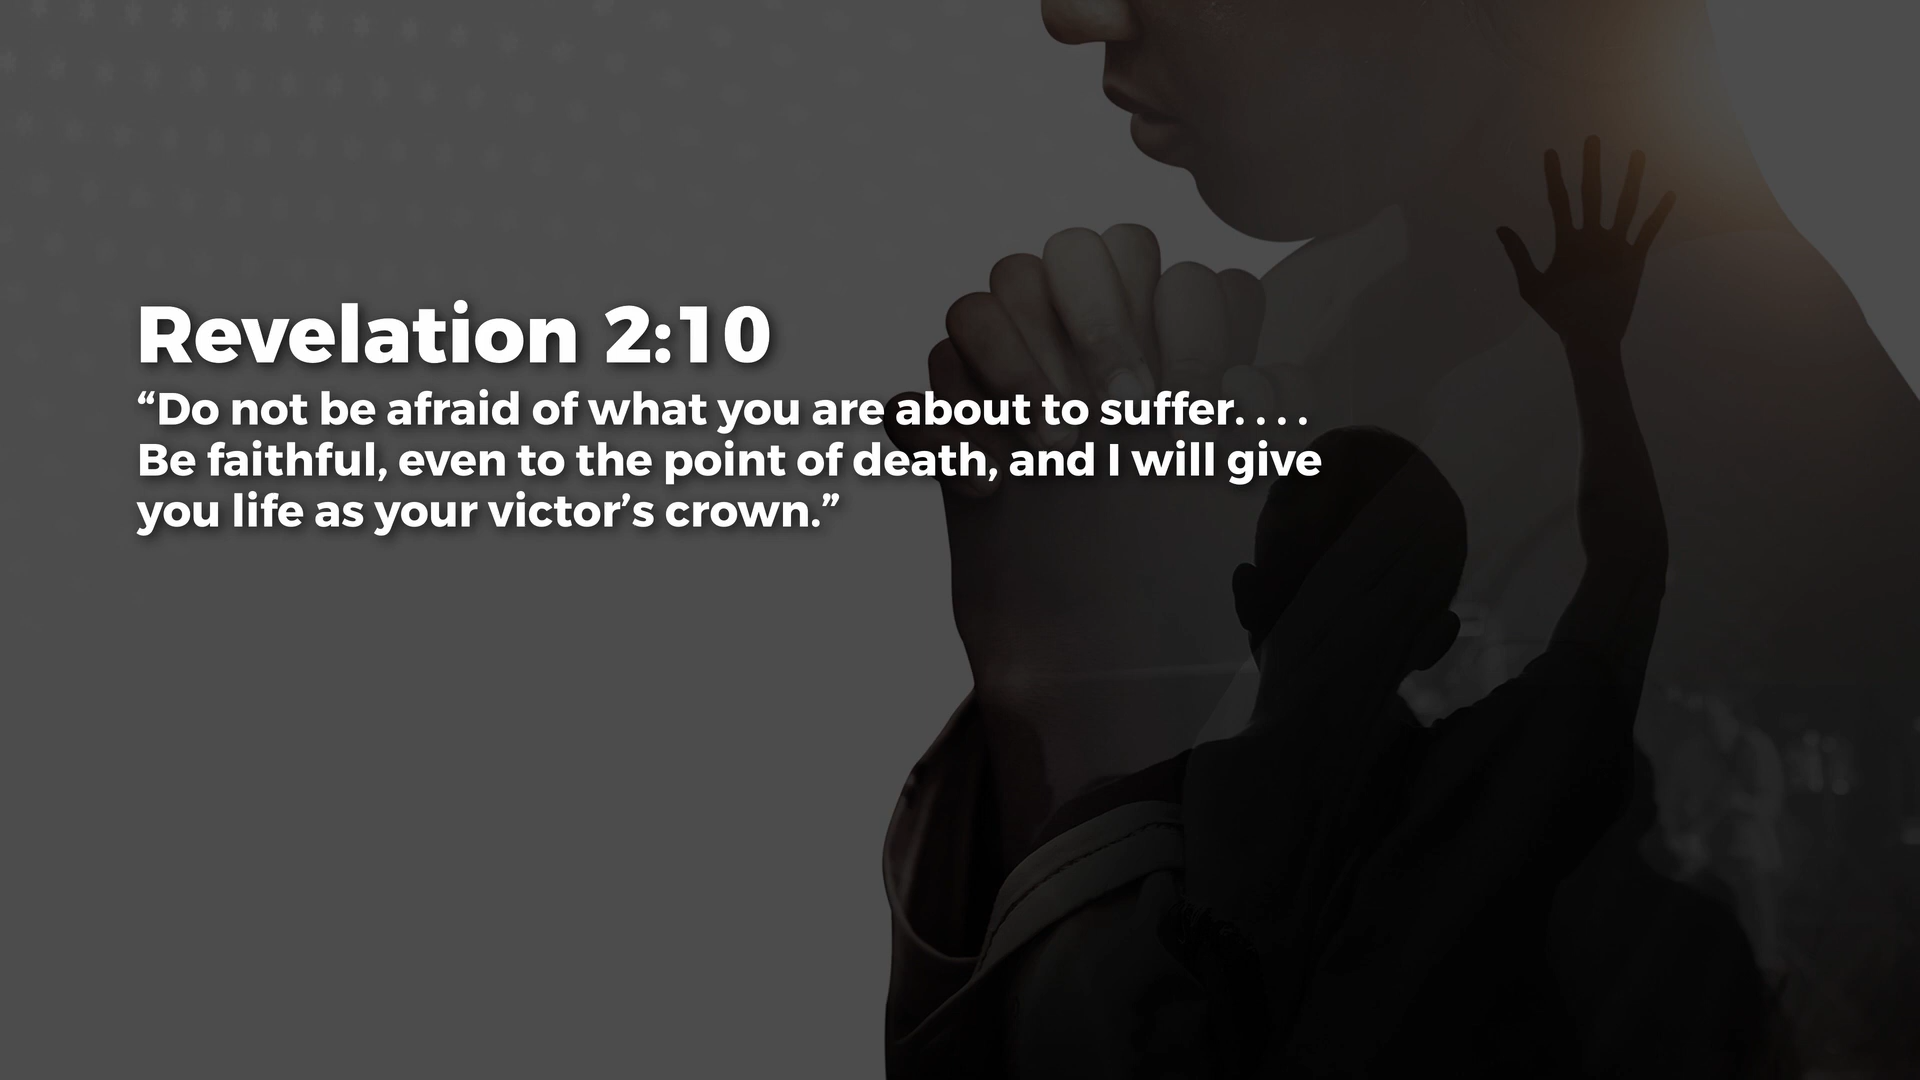 Revelation 2:10
“Do not be afraid of what you are about to suffer. . . .
Be faithful, even to the point of death, and I will give
you life as your victor’s crown.”